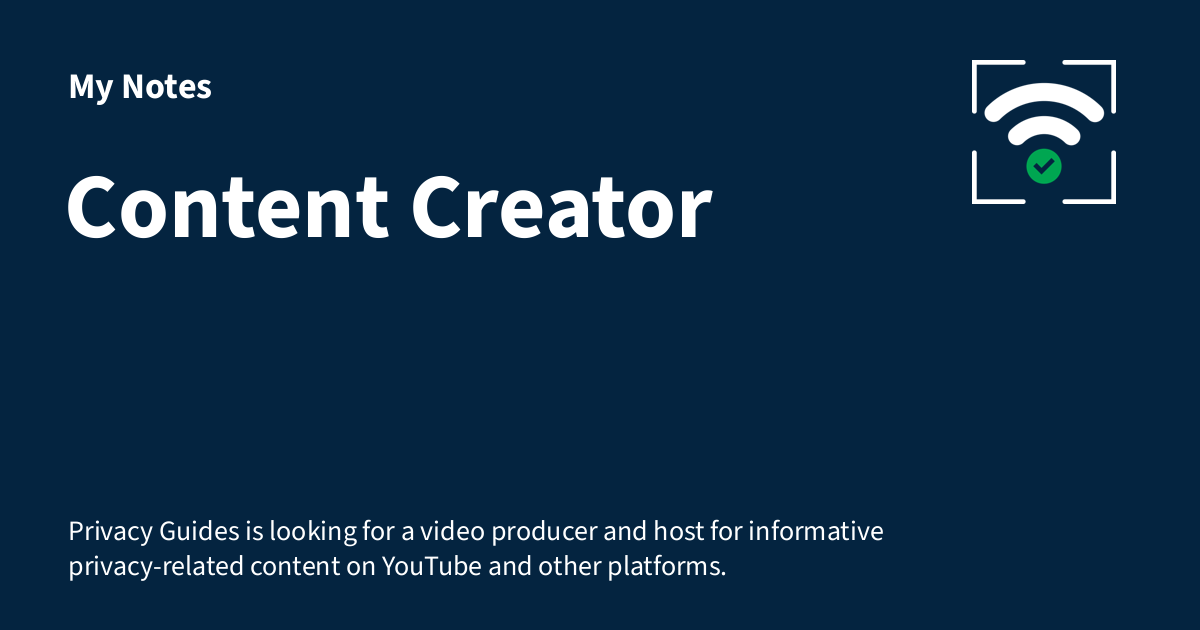 My Notes
Content Creator
Privacy Guides is looking for a video producer and host for informative
privacy-related content on YouTube and other platforms.